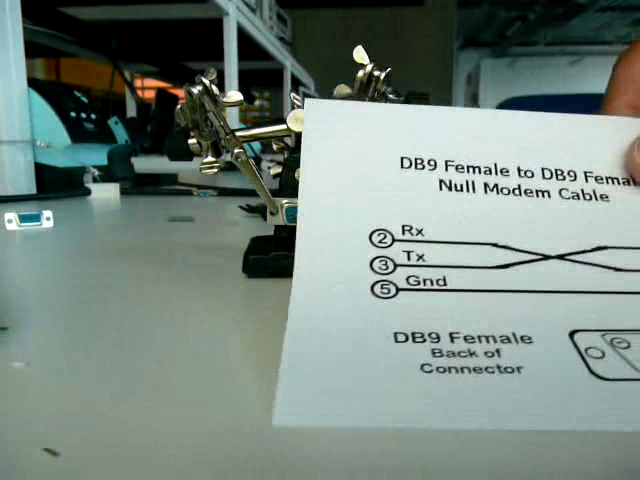 DB9 Female to DB9 Fema
Null Modem Cable
2 Rx
3 Tx
5 Gnd
DB9 Female
Back of
Connector